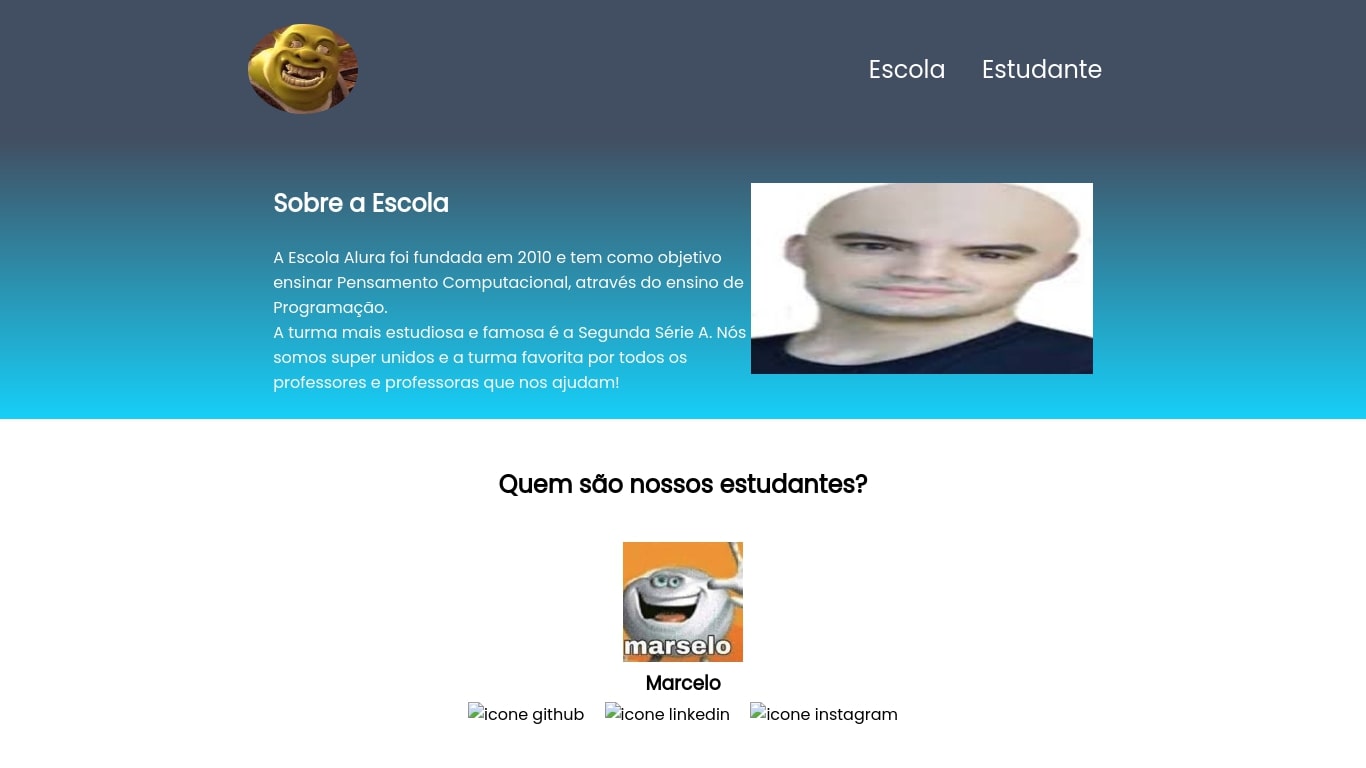 Escola Estudante
Sobre a Escola
A Escola Alura foi fundada em 2010 e tem como objetivo
ensinar Pensamento Computacional, através do ensino de
Programação.
A turma mais estudiosa e famosa é a Segunda Série A. Nós
somos super unidos e a turma favorita por todos os
professores e professoras que nos ajudam!
Quem são nossos estudantes?
marselo
Marcelo
icone github icone linkedin icone instagram